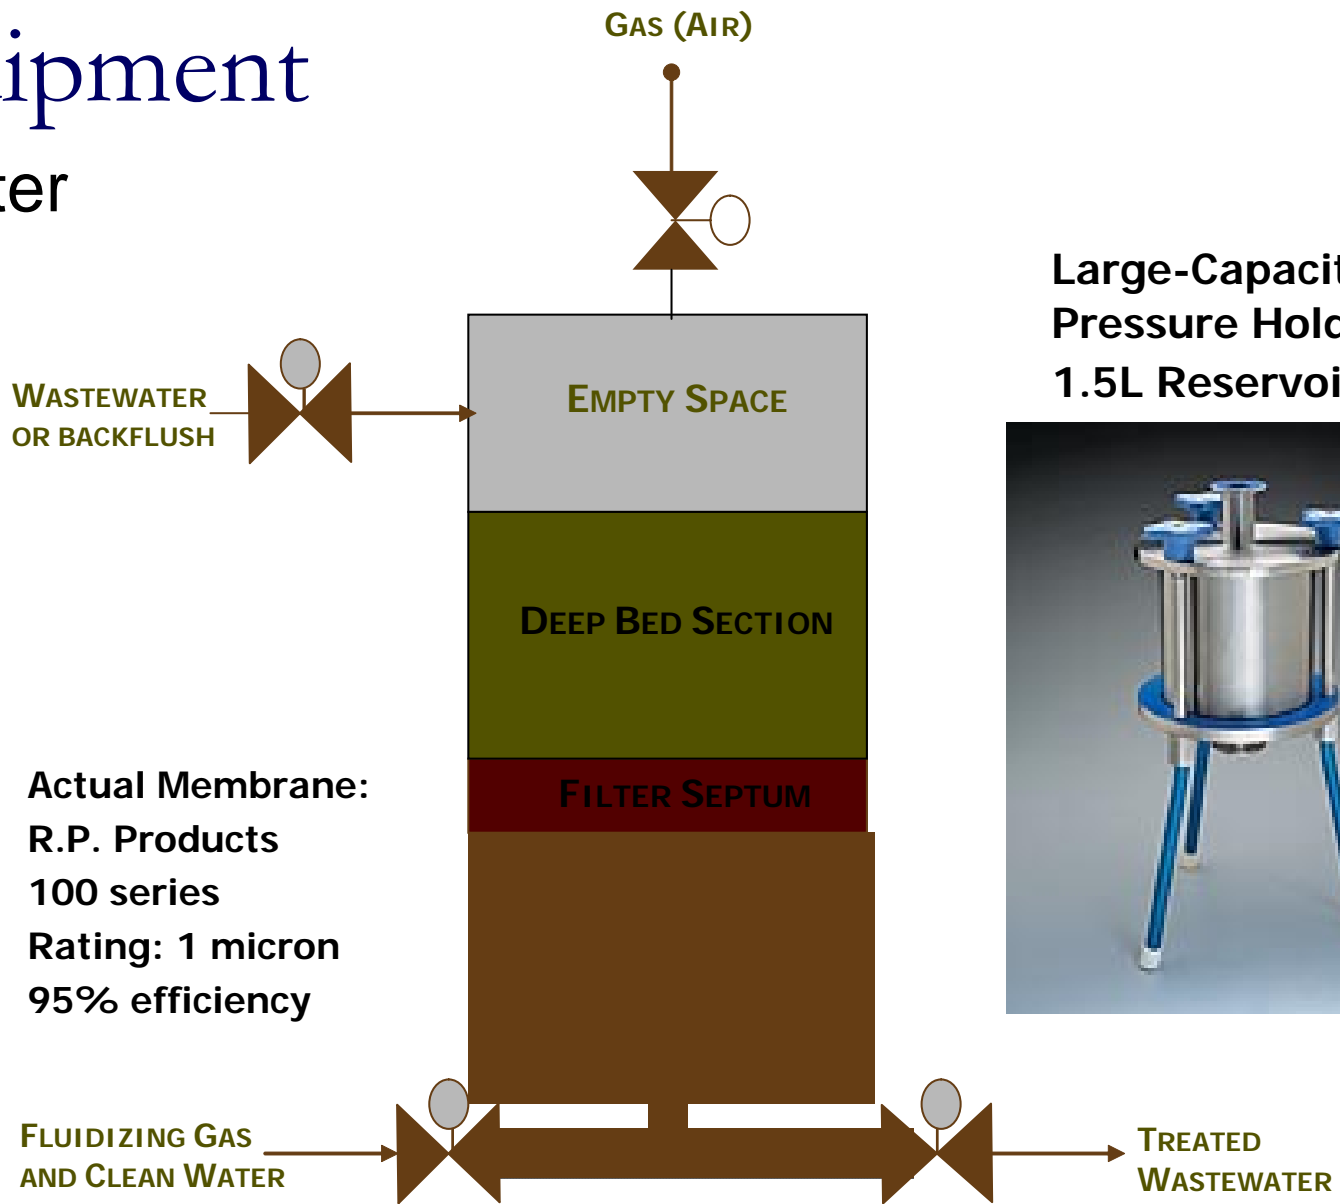 ipment
ter
GAS (AIR)
Large-Capacit
Pressure Hold
1.5L Reservoi
WASTEWATER
OR BACKFLUSH
EMPTY SPACE
DEEP BED SECTION
FILTER SEPTUM
Actual Membrane:
R.P. Products
100 series
Rating: 1 micron
95% efficiency
FLUIDIZING GAS
AND CLEAN WATER
TREATED
WASTEWATER